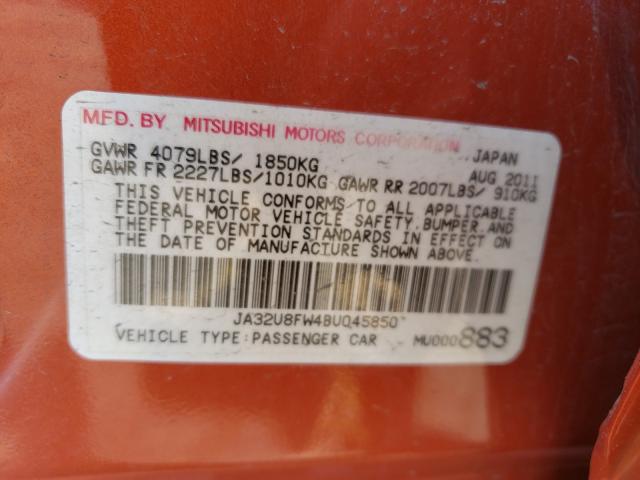 MFD. BY MITSUBISHI MOTORS CORPORATION
GVWR 4079LBS/ 1850KG JAPAN
GAWR FR 2227LBS/1010KG GAWR RR 2007LBS/ 910KG AUG 2011
THIS VEHICLE CONFORMS TO ALL APPLICABLE
FEDERAL MOTOR VEHICLE SAFETY, BUMPER, AND
THEFT PREVENTION STANDARDS IN EFFECT ON
THE DATE OF MANUFACTURE SHOWN ABOVE.
JA32U8FW4BU045850
VEHICLE TYPE:PASSENGER CAR MU000883